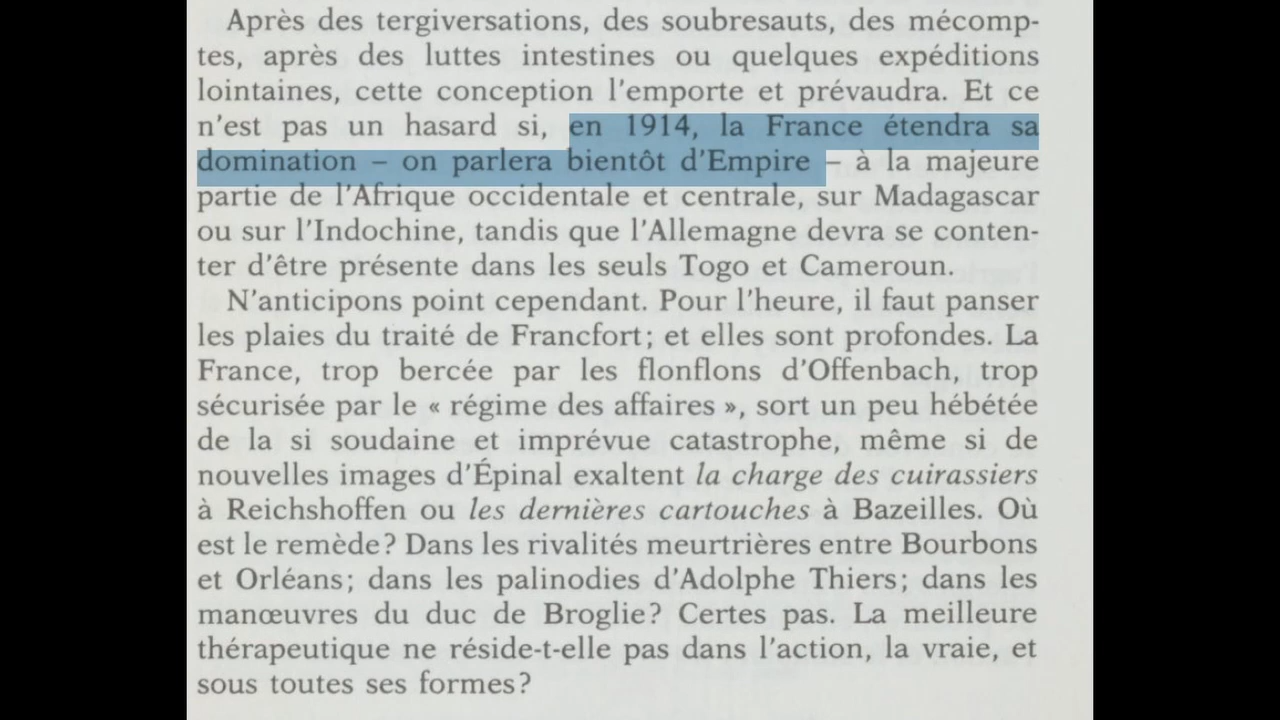 Après des tergiversations, des soubresauts, des mécomp-
tes, après des luttes intestines ou quelques expéditions
lointaines, cette conception l'emporte et prévaudra. Et ce
n'est pas un hasard si, en 1914, la France étendra sa
domination – on parlera bientôt d'Empire – à la majeure
partie de l'Afrique occidentale et centrale, sur Madagascar
ou sur l'Indochine, tandis que l'Allemagne devra se conten-
ter d'être présente dans les seuls Togo et Cameroun.
N'anticipons point cependant. Pour l'heure, il faut panser
les plaies du traité de Francfort ; et elles sont profondes. La
France, trop bercée par les flonflons d'Offenbach, trop
sécurisée par le « régime des affaires », sort un peu hébétée
de la si soudaine et imprévue catastrophe, même si de
nouvelles images d'Épinal exaltent la charge des cuirassiers
à Reichshoffen ou les dernières cartouches à Bazeilles. Où
est le remède ? Dans les rivalités meurtrières entre Bourbons
et Orléans ; dans les palinodies d'Adolphe Thiers ; dans les
manœuvres du duc de Broglie ? Certes pas. La meilleure
thérapeutique ne réside-t-elle pas dans l'action, la vraie, et
sous toutes ses formes ?